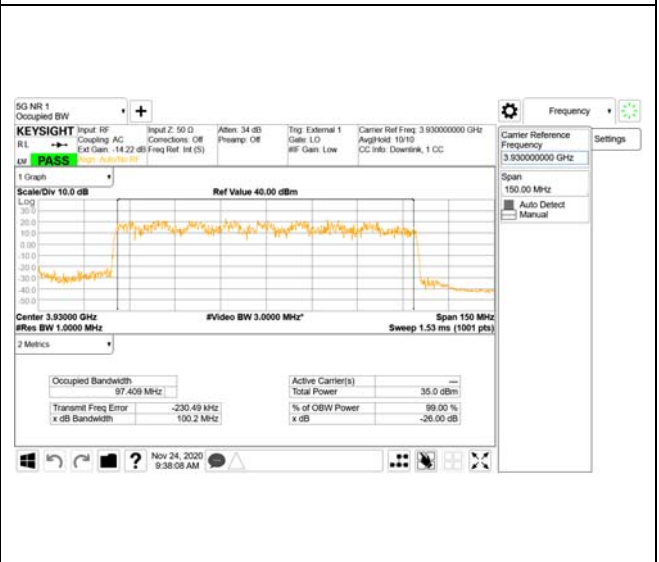 5G NR 1
Occupied BW
Frequency
KEYSIGHT
Input: RF
Coupling: AC
Ext Gain: -14.22 dB
Align: Auto/No RF
Input Z: 50 Ω
Corrections: Off
Freq Ref: Int (S)
Atten: 34 dB
Preamp: Off
Trig: External 1
Gate: LO
#IF Gain: Low
Carrier Ref Freq: 3.930000000 GHz
Avg|Hold: 10/10
CC Info: Downlink, 1 CC
RL
PASS
Carrier Reference
Frequency
3.930000000 GHz
Settings
Span
150.00 MHz
Auto Detect
Manual
1 Graph
Scale/Div 10.0 dB
Ref Value 40.00 dBm
Log
30.0
20.0
10.0
0.00
-10.0
-20.0
-30.0
-40.0
-50.0
Center 3.93000 GHz
#Video BW 3.0000 MHz*
Span 150 MHz
#Res BW 1.0000 MHz
Sweep 1.53 ms (1001 pts)
2 Metrics
Occupied Bandwidth
97.409 MHz
Active Carrier(s)
---
Total Power
35.0 dBm
Transmit Freq Error
-230.49 kHz
% of OBW Power
99.00 %
x dB Bandwidth
100.2 MHz
x dB
-26.00 dB
?
Nov 24, 2020
9:38:08 AM